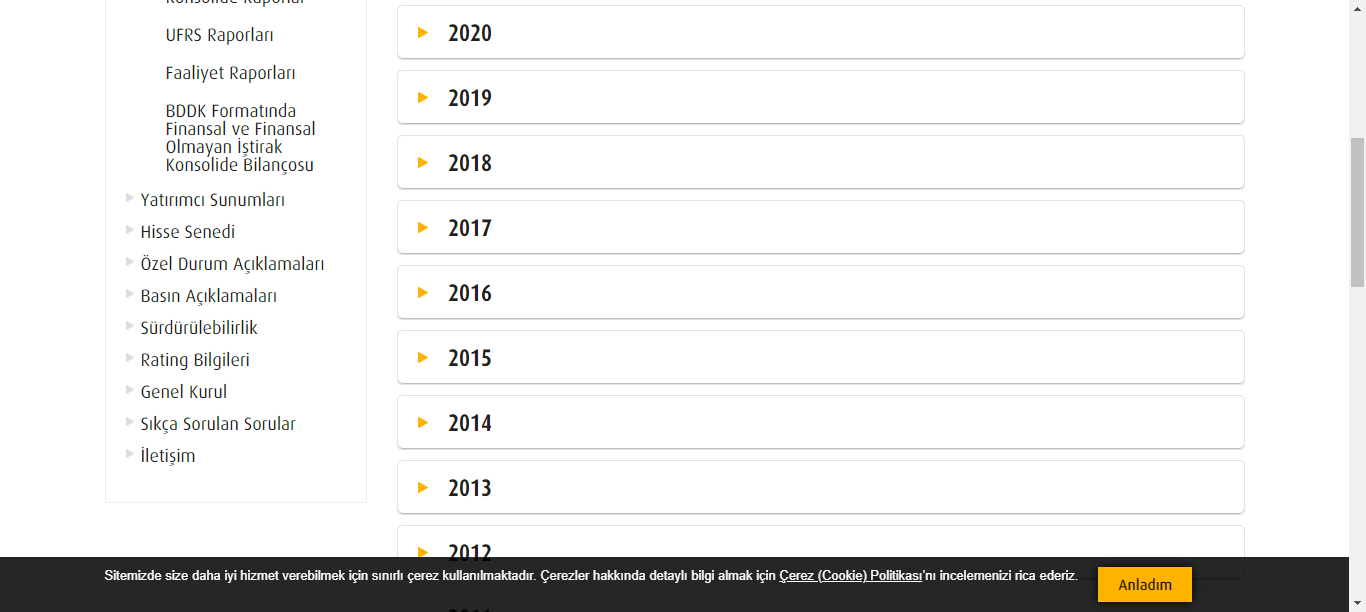 Konsolide Raporlar
UFRS Raporları
Faaliyet Raporları
BDDK Formatında
Finansal ve Finansal
Olmayan İştirak
Konsolide Bilançosu
Yatırımcı Sunumları
Hisse Senedi
Özel Durum Açıklamaları
Basın Açıklamaları
Sürdürülebilirlik
Rating Bilgileri
Genel Kurul
Sıkça Sorulan Sorular
İletişim
2020
2019
2018
2017
2016
2015
2014
2013
2012
2011
Sitemizde size daha iyi hizmet verebilmek için sınırlı çerez kullanılmaktadır. Çerezler hakkında detaylı bilgi almak için Çerez (Cookie) Politikası'nı incelemenizi rica ederiz.
Anladım